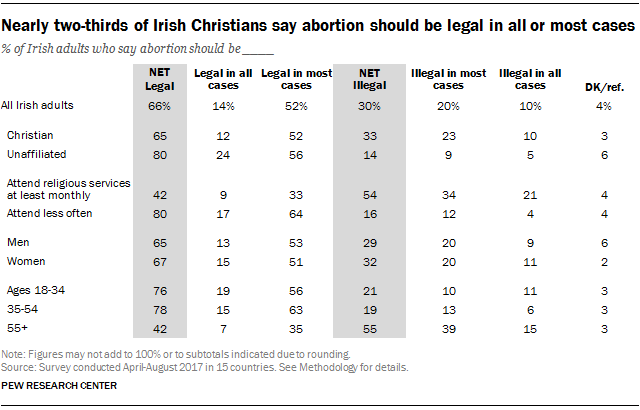 Nearly two-thirds of Irish Christians say abortion should be legal in all or most cases
% of Irish adults who say abortion should be _____
NET Legal in all Legal in most NET Illegal in most Illegal in all
Legal cases cases Illegal cases cases DK/ref.
All Irish adults 66% 14% 52% 30% 20% 10% 4%
Christian 65 12 52 33 23 10 3
Unaffiliated 80 24 56 14 9 5 6
Attend religious services
at least monthly 42 9 33 54 34 21 4
Attend less often 80 17 64 16 12 4 4
Men 65 13 53 29 20 9 6
Women 67 15 51 32 20 11 2
Ages 18-34 76 19 56 21 10 11 3
35-54 78 15 63 19 13 6 3
55+ 42 7 35 55 39 15 3
Note: Figures may not add to 100% or to subtotals indicated due to rounding.
Source: Survey conducted April-August 2017 in 15 countries. See Methodology for details.
PEW RESEARCH CENTER